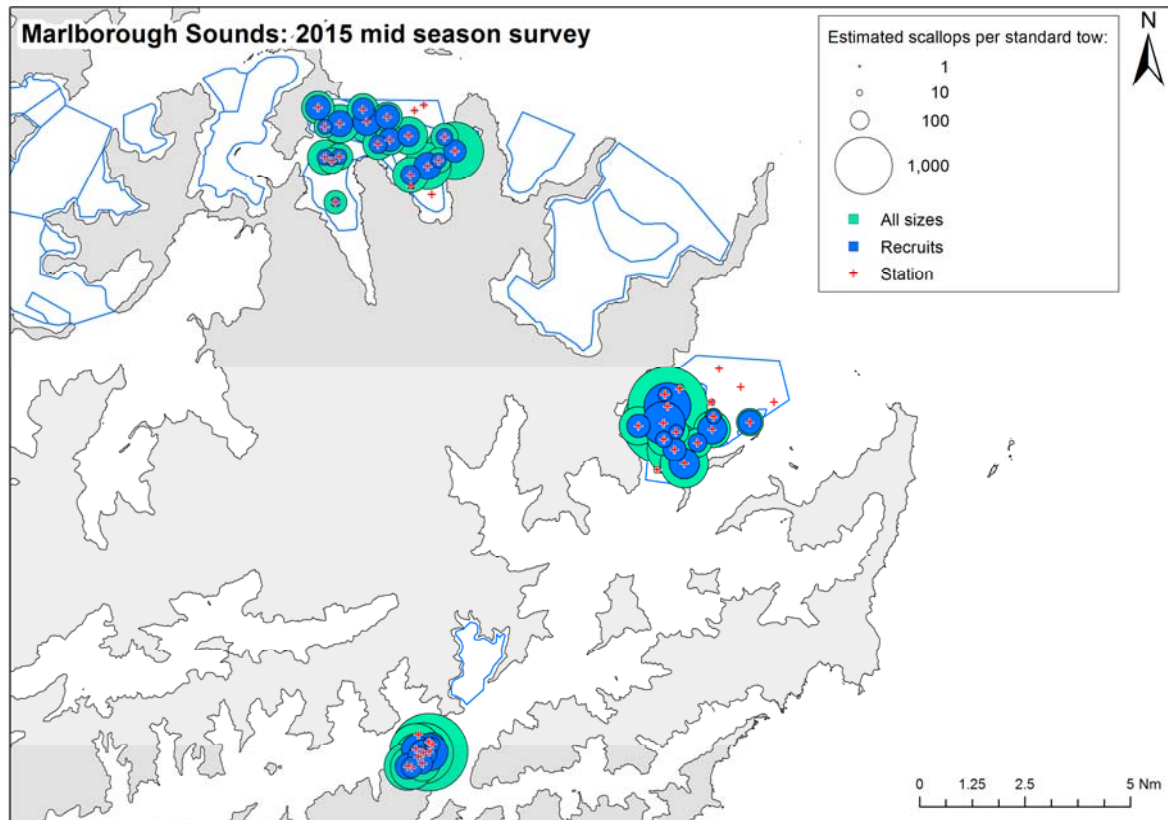 Marlborough Sounds: 2015 mid season survey
N
Estimated scallops per standard tow:
1
10
100
1,000
All sizes
Recruits
Station
0 1.25 2.5 5 Nm